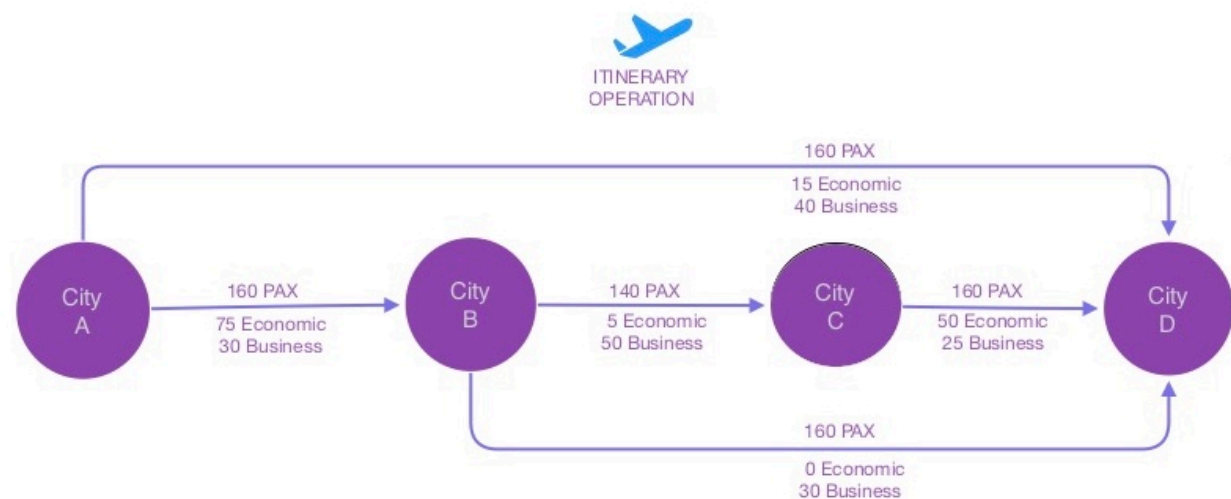 ITINERARY
OPERATION
160 PAX
15 Economic
40 Business
City
A
160 PAX
75 Economic
30 Business
City
B
140 PAX
5 Economic
50 Business
City
C
160 PAX
50 Economic
25 Business
City
D
160 PAX
0 Economic
30 Business